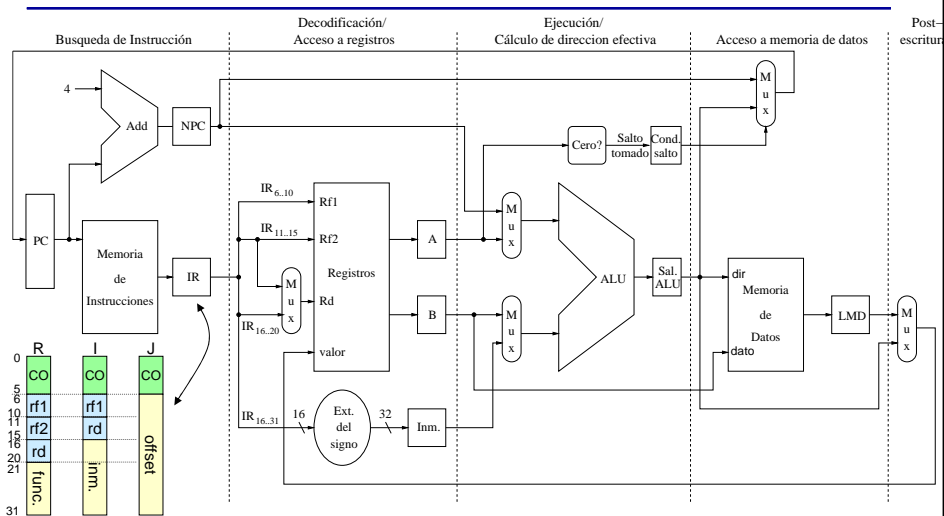 Decodificación/
Acceso a registros
Ejecución/
Cálculo de direccion efectiva
Post-
escritura
Busqueda de Instrucción
Acceso a memoria de datos
4
Add
NPC
M
u
x
Cero?
Salto
tomado
Cond.
salto
PC
Memoria
de
Instrucciones
IR
IR6..10
IR11..15
IR16..20
IR16..31
M
u
x
Rf1
Rf2
Registros
Rd
valor
A
B
M
u
x
M
u
x
ALU
Sal.
ALU
dir
Memoria
de
Datos
dato
LMD
M
u
x
16
Ext.
del
signo
32
Inm.
R
I
J
0
5
6
10
11
15
16
20
21
31
CO
rf1
rf2
rd
func.
CO
rf1
rd
inm.
CO
offset